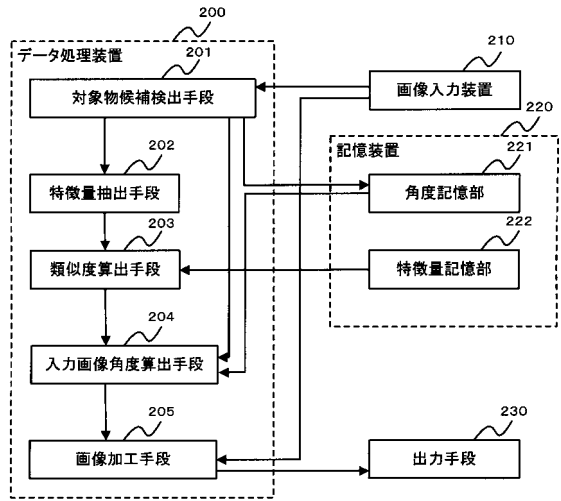 200
データ処理装置
201
対象物候補検出手段
210
画像入力装置
220
記憶装置
202
特徴量抽出手段
221
角度記憶部
203
類似度算出手段
222
特徴量記憶部
204
入力画像角度算出手段
205
画像加工手段
230
出力手段